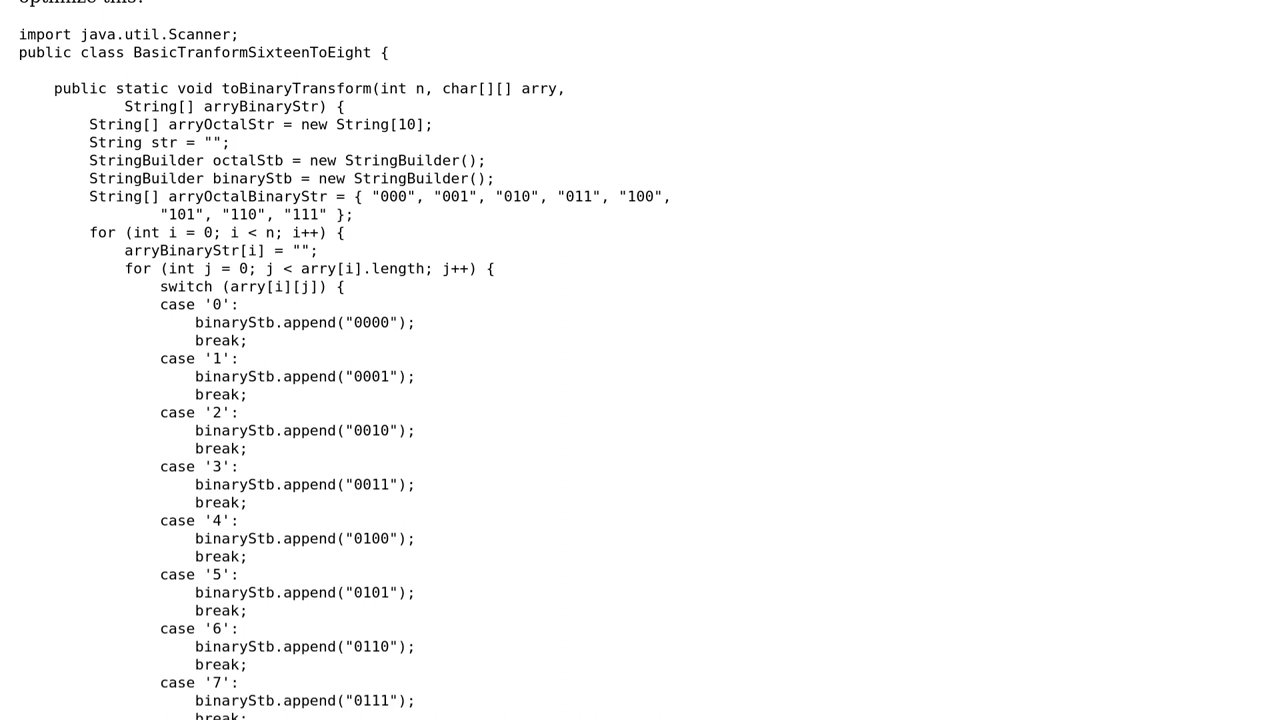 optimize this?
import java.util.Scanner;
public class BasicTranformSixteenToEight {
    public static void toBinaryTransform(int n, char[][] arry,
            String[] arryBinaryStr) {
        String[] arryOctalStr = new String[10];
        String str = "";
        StringBuilder octalStb = new StringBuilder();
        StringBuilder binaryStb = new StringBuilder();
        String[] arryOctalBinaryStr = { "000", "001", "010", "011", "100",
                "101", "110", "111" };
        for (int i = 0; i < n; i++) {
            arryBinaryStr[i] = "";
            for (int j = 0; j < arry[i].length; j++) {
                switch (arry[i][j]) {
                case '0':
                    binaryStb.append("0000");
                    break;
                case '1':
                    binaryStb.append("0001");
                    break;
                case '2':
                    binaryStb.append("0010");
                    break;
                case '3':
                    binaryStb.append("0011");
                    break;
                case '4':
                    binaryStb.append("0100");
                    break;
                case '5':
                    binaryStb.append("0101");
                    break;
                case '6':
                    binaryStb.append("0110");
                    break;
                case '7':
                    binaryStb.append("0111");
                    break;